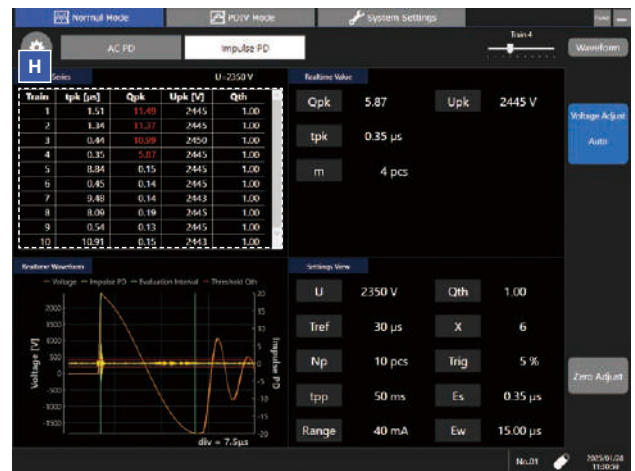 Normal Mode
PDIV Mode
System Settings
AC PD
Impulse PD
Train-4
Waveform
H
Series
U=2350 V
Train tpk [µs] Qpk Upk [V] Qth
1 1.51 11.49 2445 1.00
2 1.34 11.37 2445 1.00
3 0.44 10.99 2450 1.00
4 0.35 5.87 2445 1.00
5 8.84 0.15 2445 1.00
6 0.45 0.14 2445 1.00
7 9.48 0.14 2443 1.00
8 8.09 0.19 2445 1.00
9 0.54 0.13 2445 1.00
10 10.91 0.15 2443 1.00
Realtime Value
Qpk 5.87 Upk 2445 V
tpk 0.35 µs
m 4 pcs
Voltage Adjust
Auto
Realtime Waveform
Voltage Impulse PD Evaluation Interval Threshold Qth
Voltage [V]
2000
1500
1000
500
0
-500
-1000
-1500
20
15
10
5
0
-5
-10
-15
-20
Impulse PD
div = 7.5µs
Settings View
U 2350 V Qth 1.00
Tref 30 µs X 6
Np 10 pcs Trig 5 %
tpp 50 ms Es 0.35 µs
Range 40 mA Ew 15.00 µs
Zero Adjust
No.01
2025/01/28
11:30:59